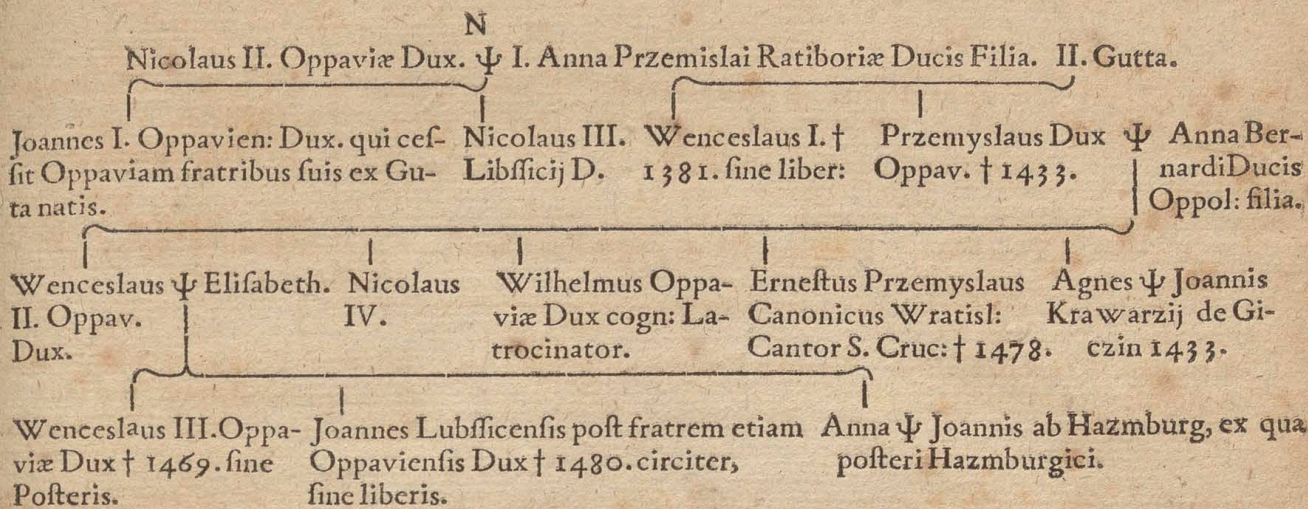 N
Nicolaus II. Oppaviæ Dux. Ψ I. Anna Przemislai Ratiboriæ Ducis Filia. II. Gutta.
Joannes I. Oppavien: Dux. qui ceſ-
ſit Oppaviam fratribus ſuis ex Gu-
ta natis.
Nicolaus III.
Libſſicij D.
Wenceslaus I. †
1381. ſine liber:
Przemyslaus Dux
Oppav. † 1433.
Ψ
Anna Ber-
nardi Ducis
Oppol: filia.
Wenceslaus Ψ Eliſabeth.
II. Oppav.
Dux.
Nicolaus
IV.
Wilhelmus Oppa-
viæ Dux cogn: La-
trocinator.
Erneſtus Przemyslaus
Canonicus Wratisl:
Cantor S. Cruc: † 1478.
Agnes Ψ Joannis
Krawarzij de Gi-
czin 1433.
Wenceslaus III. Oppa-
viæ Dux † 1469. ſine
Poſteris.
Joannes Lubſſicenſis poſt fratrem etiam
Oppavienſis Dux † 1480. circiter,
ſine liberis.
Anna Ψ Joannis ab Hazmburg, ex qua
poſteri Hazmburgici.